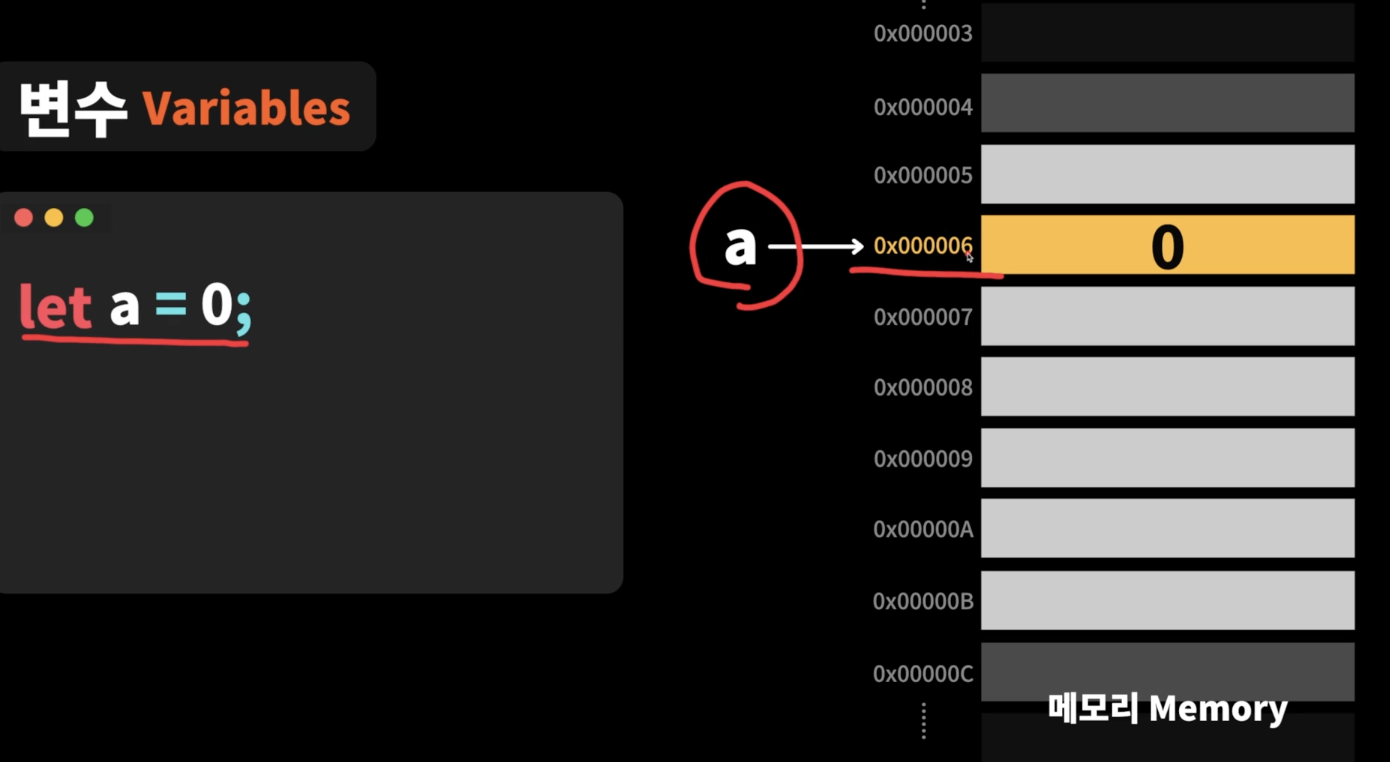 변수 Variables
let a = 0;
0x000003
0x000004
0x000005
a → 0x000006 0
0x000007
0x000008
0x000009
0x00000A
0x00000B
0x00000C
메모리 Memory